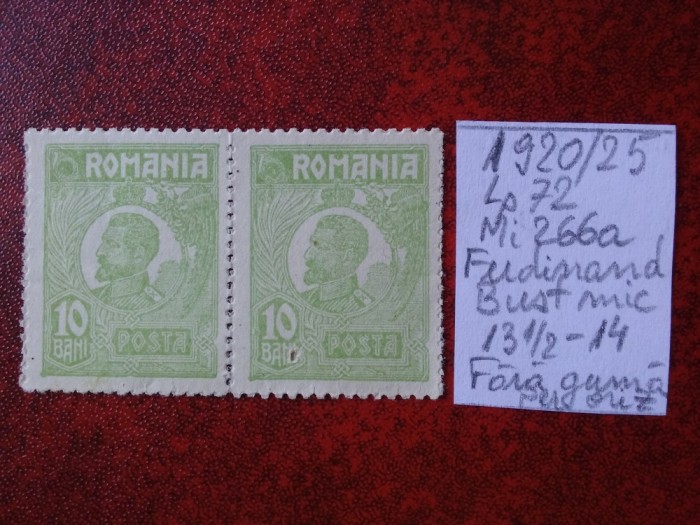 ROMANIA
10
BANI
POSTA
ROMANIA
10
BANI
POSTA
1920/25
Lp 72
Mi 266a
Ferdinand
Bust mic
13 1/2 - 14
Fără gumă